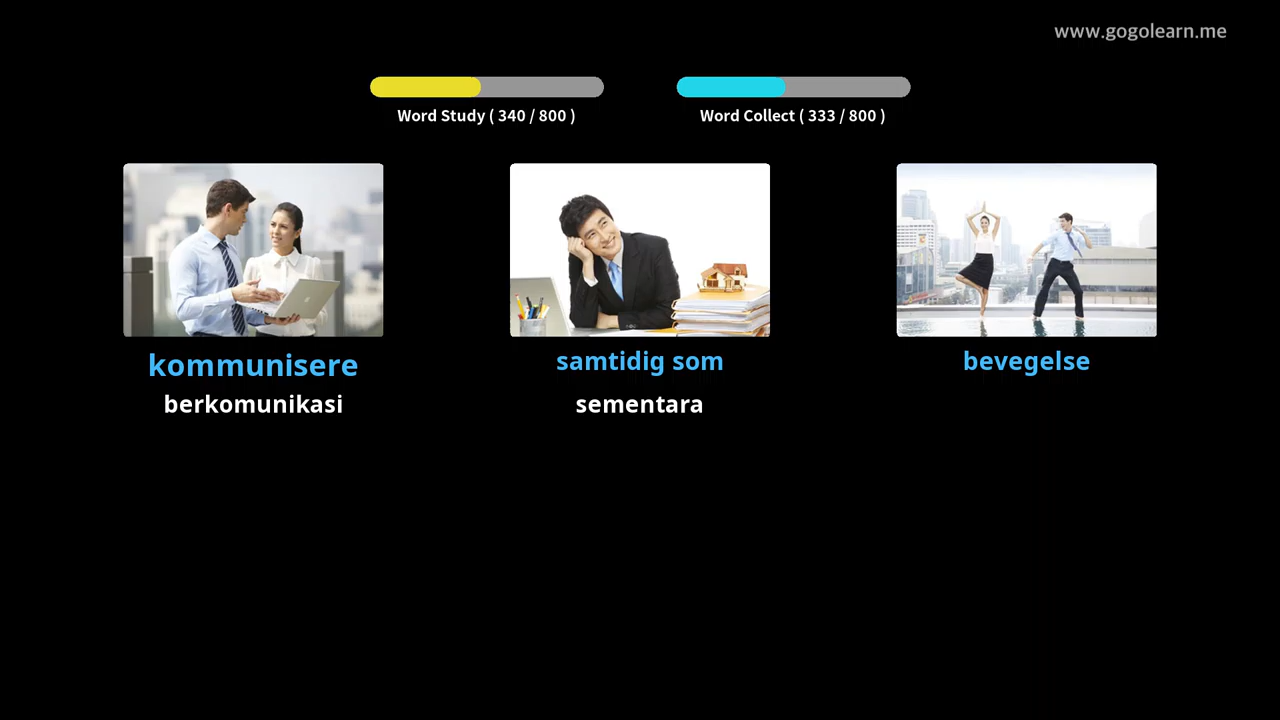 www.gogolearn.me
Word Study ( 340 / 800 )
Word Collect ( 333 / 800 )
kommunisere
berkomunikasi
samtidig som
sementara
bevegelse